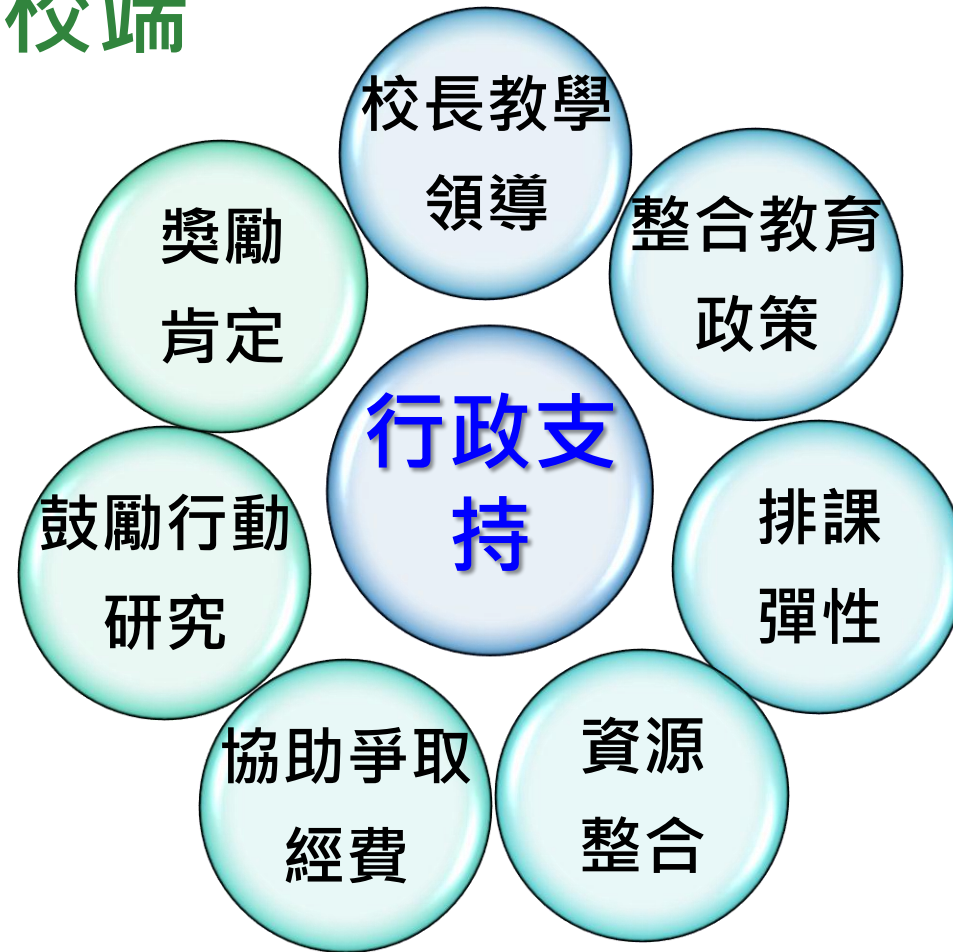 校端
校長教學
領導
整合教育
政策
排課
彈性
資源
整合
協助爭取
經費
鼓勵行動
研究
獎勵
肯定
行政支
持